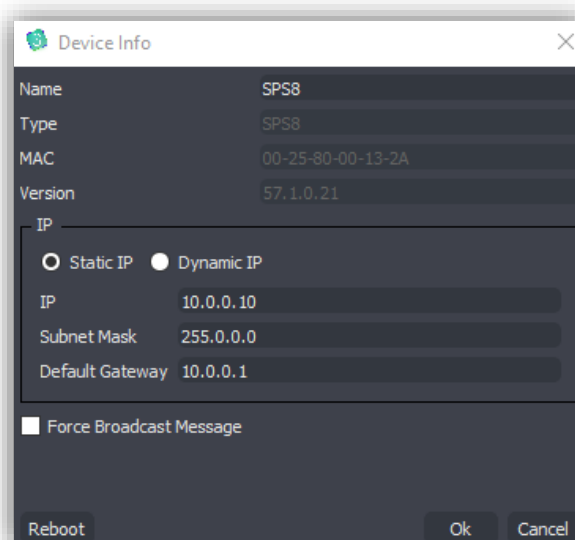 Device Info
Name SPS8
Type SPS8
MAC 00-25-80-00-13-2A
Version 57.1.0.21
IP
Static IP Dynamic IP
IP 10.0.0.10
Subnet Mask 255.0.0.0
Default Gateway 10.0.0.1
Force Broadcast Message
Reboot Ok Cancel